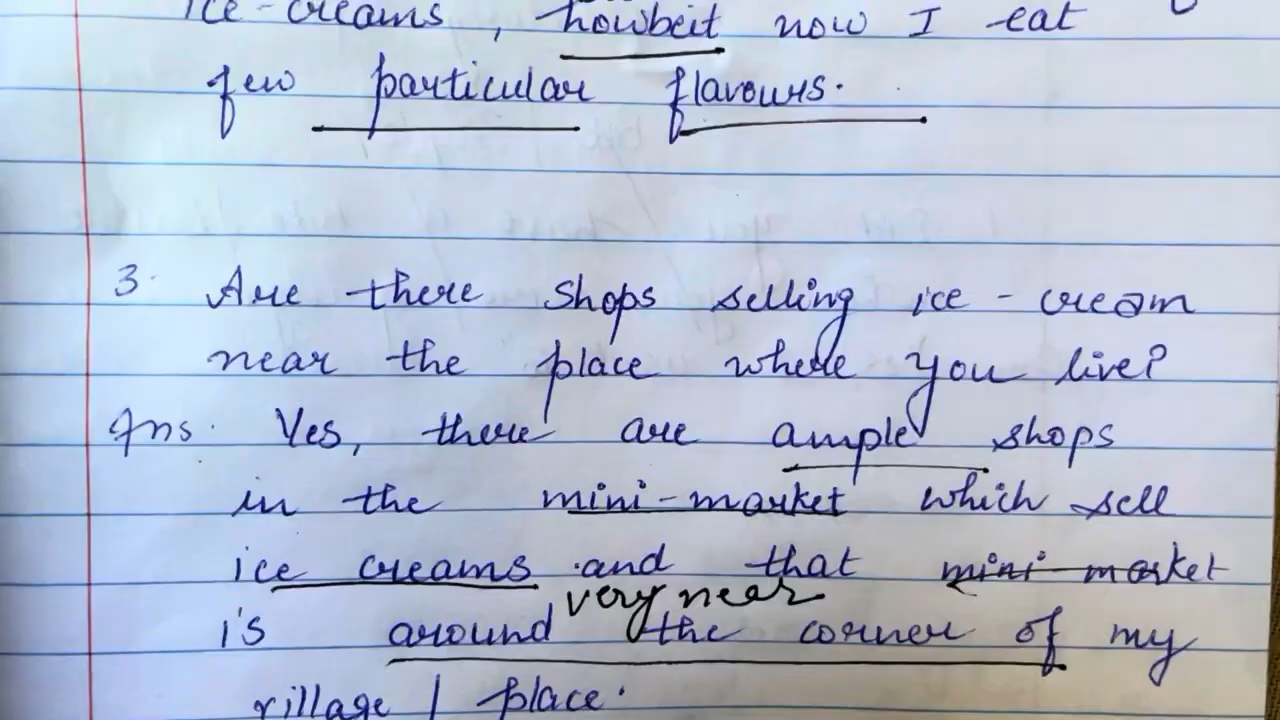 ice-creams, howbeit now I eat
few particular flavours.
3. Are there shops selling ice-cream
near the place where you live?
Ans. Yes, there are ample shops
in the mini-market which sell
ice creams and that mini market
very near
is around the corner of my
village / place.